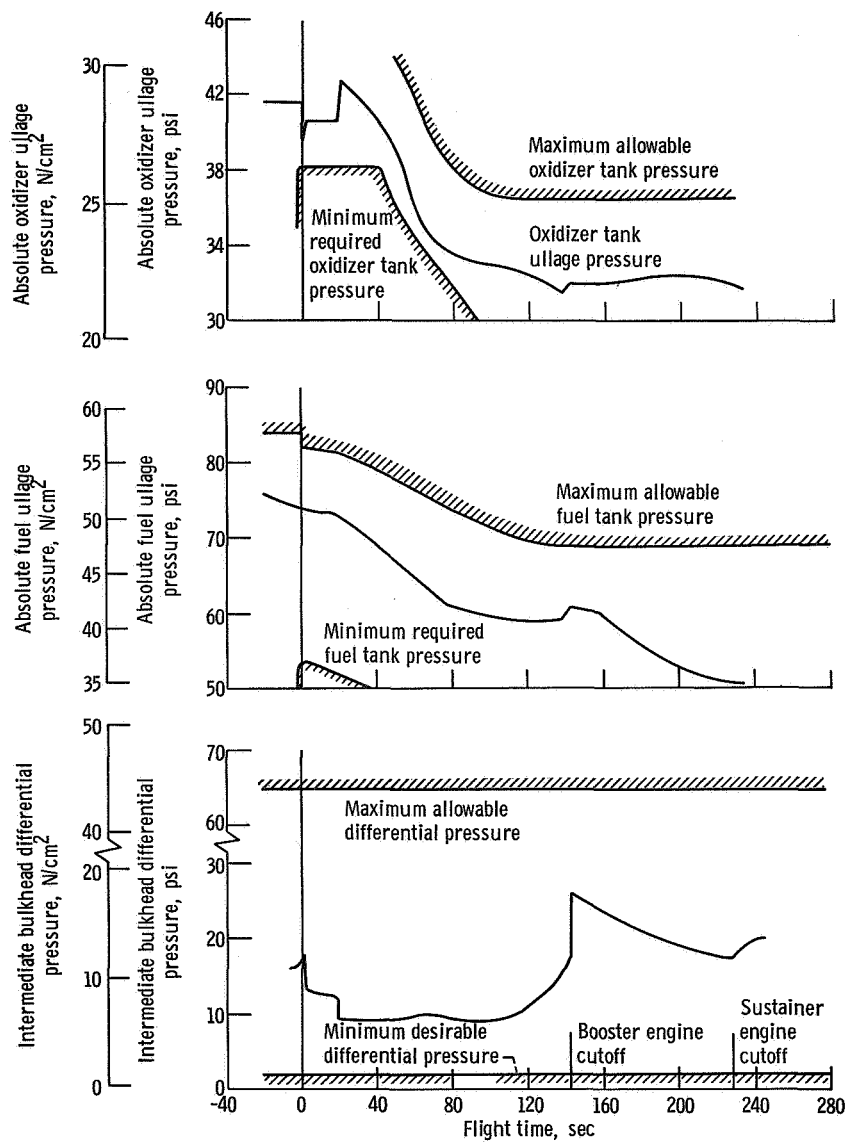 Absolute oxidizer ullage
pressure, N/cm2
30
25
20
Absolute oxidizer ullage
pressure, psi
46
42
38
34
30
Maximum allowable
oxidizer tank pressure
Minimum
required
oxidizer tank
pressure
Oxidizer tank
ullage pressure
Absolute fuel ullage
pressure, N/cm2
60
55
50
45
40
35
Absolute fuel ullage
pressure, psi
90
80
70
60
50
Maximum allowable
fuel tank pressure
Minimum required
fuel tank pressure
Intermediate bulkhead differential
pressure, N/cm2
50
40
20
10
0
Intermediate bulkhead differential
pressure, psi
70
60
30
20
10
0
Maximum allowable
differential pressure
Minimum desirable
differential pressure
Booster engine
cutoff
Sustainer
engine
cutoff
-40 0 40 80 120 160 200 240 280
Flight time, sec